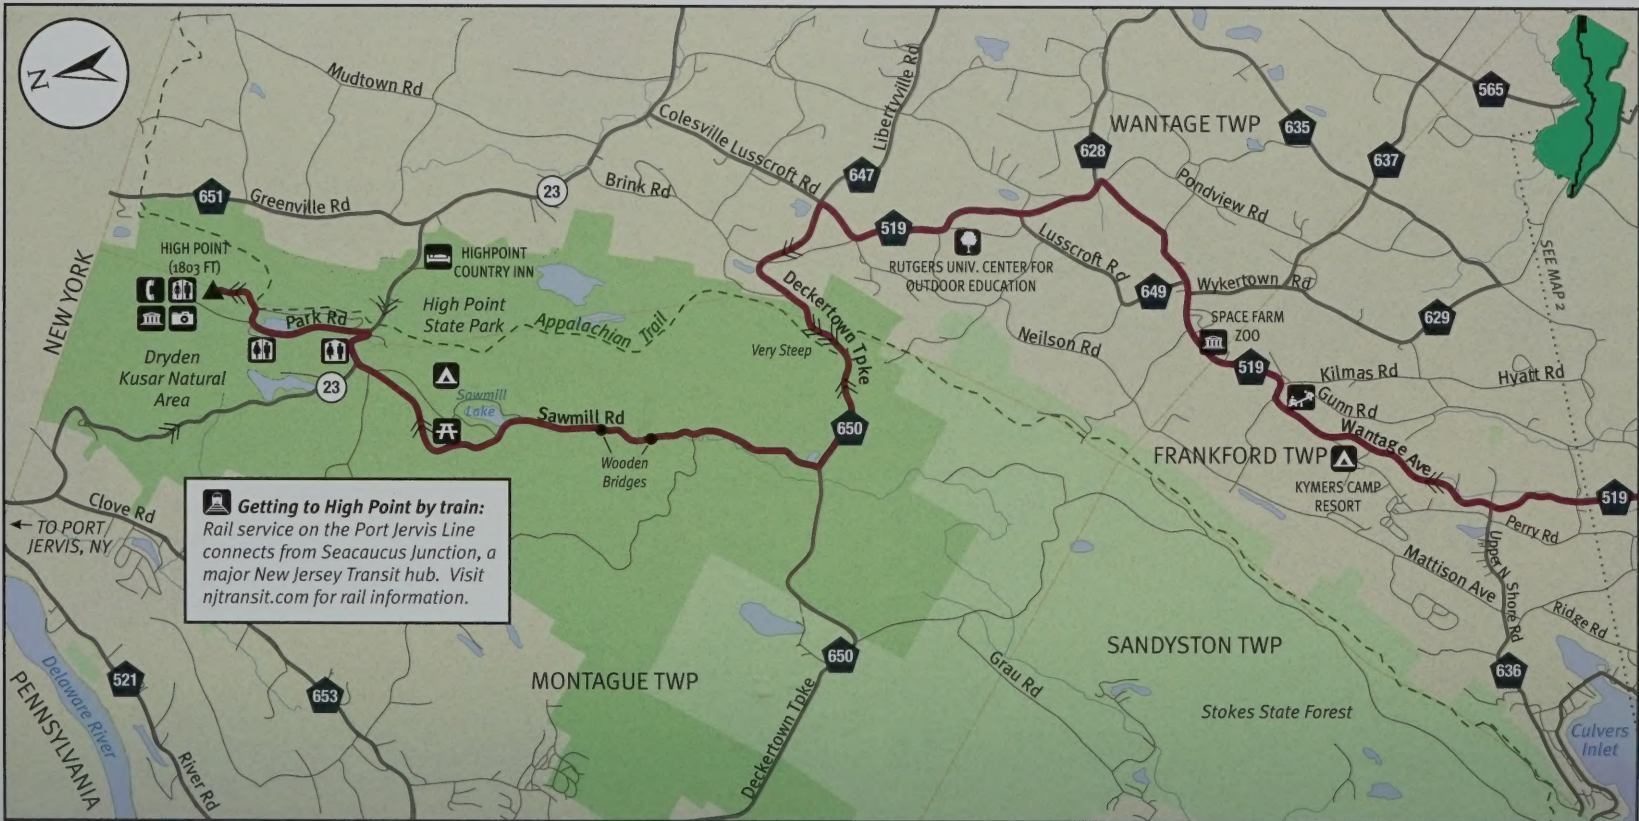 N
Mudtown Rd
Colesville Lusscroft Rd
Libertyville Rd
WANTAGE TWP
565
635
637
628
647
651
Greenville Rd
23
Brink Rd
Pondview Rd
519
NEW YORK
HIGH POINT
(1803 FT)
HIGHPOINT
COUNTRY INN
RUTGERS UNIV. CENTER FOR
OUTDOOR EDUCATION
Lusscroft Rd
649
Wykertown Rd
SEE MAP 2
High Point
State Park
Park Rd
Appalachian Trail
Deckertown Tpke
Very Steep
Neilson Rd
SPACE FARM
ZOO
629
Dryden
Kusar Natural
Area
23
Sawmill
Lake
Sawmill Rd
650
519
Kilmas Rd
Hyatt Rd
Gunn Rd
Wantage Ave
Wooden
Bridges
FRANKFORD TWP
KYMERS CAMP
RESORT
519
Perry Rd
Getting to High Point by train:
Rail service on the Port Jervis Line
connects from Seacaucus Junction, a
major New Jersey Transit hub. Visit
njtransit.com for rail information.
Clove Rd
TO PORT
JERVIS, NY
Upper N Shore Rd
Mattison Ave
Ridge Rd
650
MONTAGUE TWP
SANDYSTON TWP
Grau Rd
636
Stokes State Forest
Culvers
Inlet
PENNSYLVANIA
Delaware River
521
653
River Rd
Deckertown Tpke